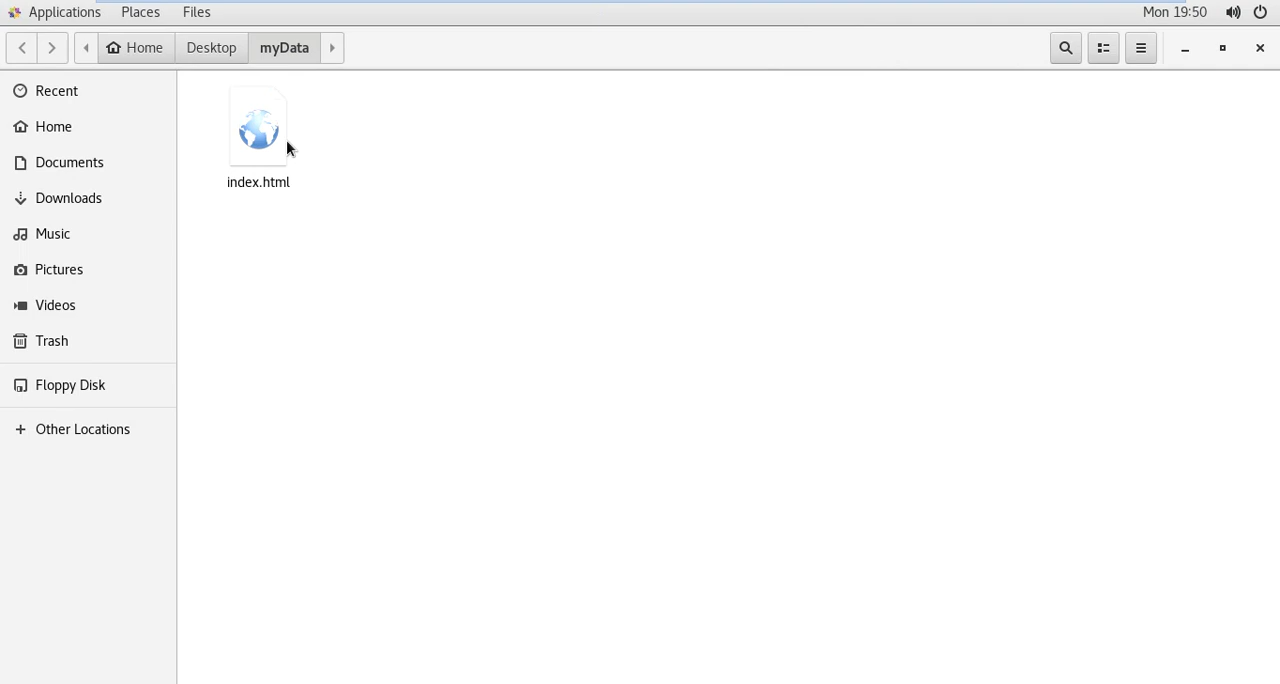 Applications Places Files Mon 19:50
Home Desktop myData
Recent
Home
Documents
Downloads
Music
Pictures
Videos
Trash
Floppy Disk
Other Locations
index.html